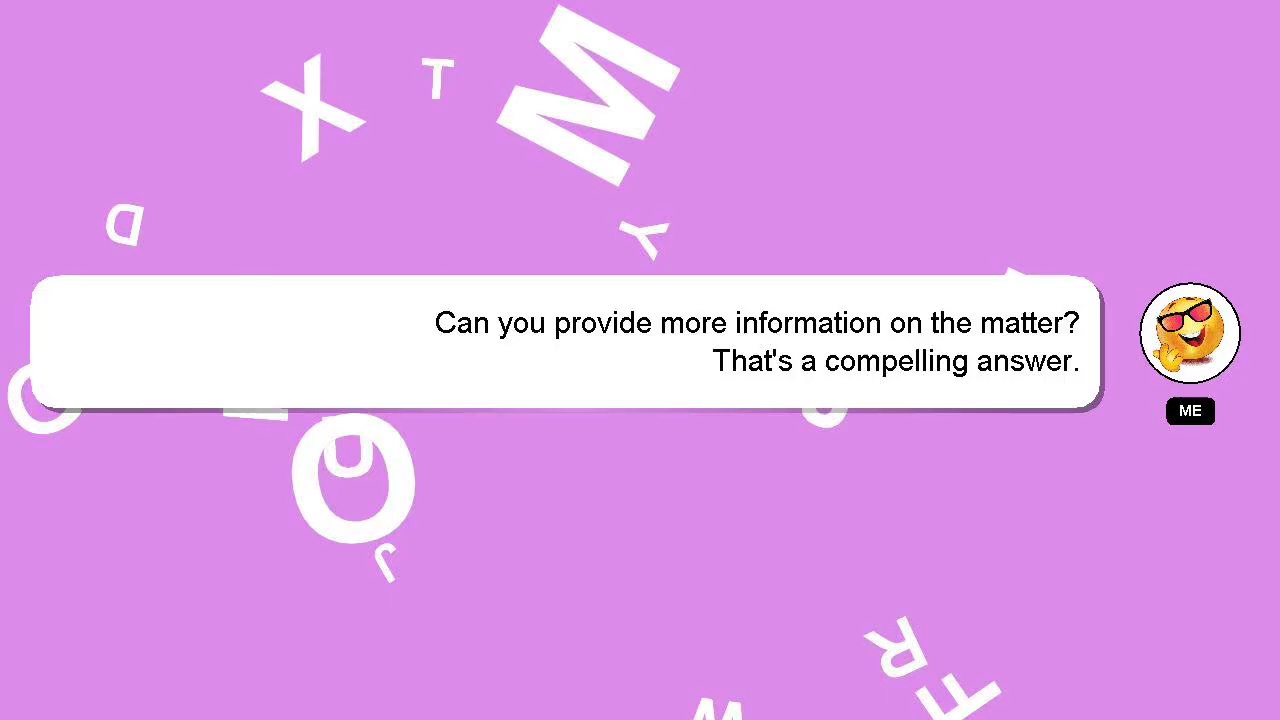 X
T
M
D
Y
Can you provide more information on the matter?
That's a compelling answer.
ME
O
J
R
F
W